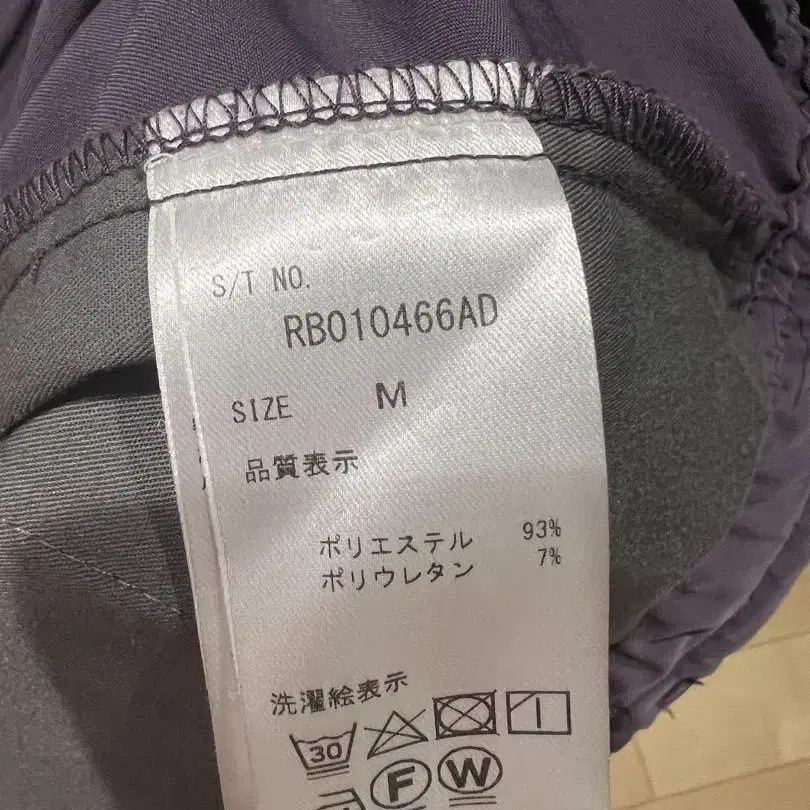 S/T NO.
RB010466AD
SIZE M
品質表示
ポリエステル 93%
ポリウレタン 7%
洗濯絵表示
30
F W